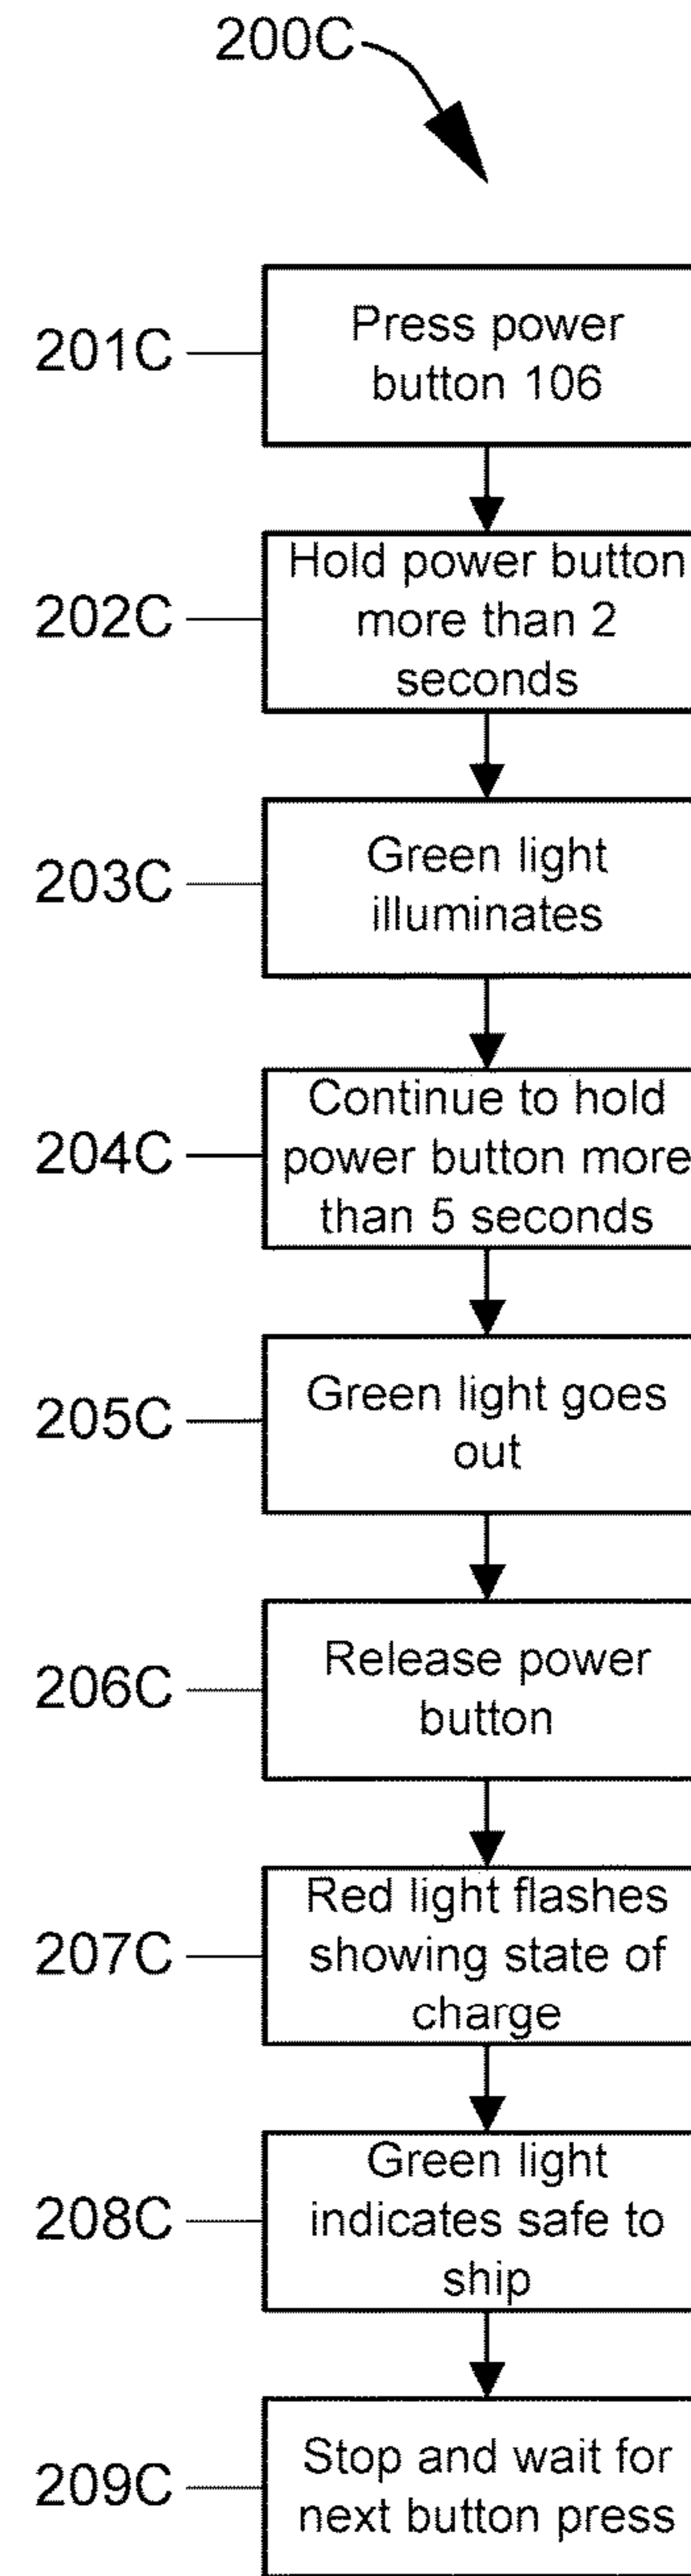 200C
201C
Press power
button 106
202C
Hold power button
more than 2
seconds
203C
Green light
illuminates
204C
Continue to hold
power button more
than 5 seconds
205C
Green light goes
out
206C
Release power
button
207C
Red light flashes
showing state of
charge
208C
Green light
indicates safe to
ship
209C
Stop and wait for
next button press